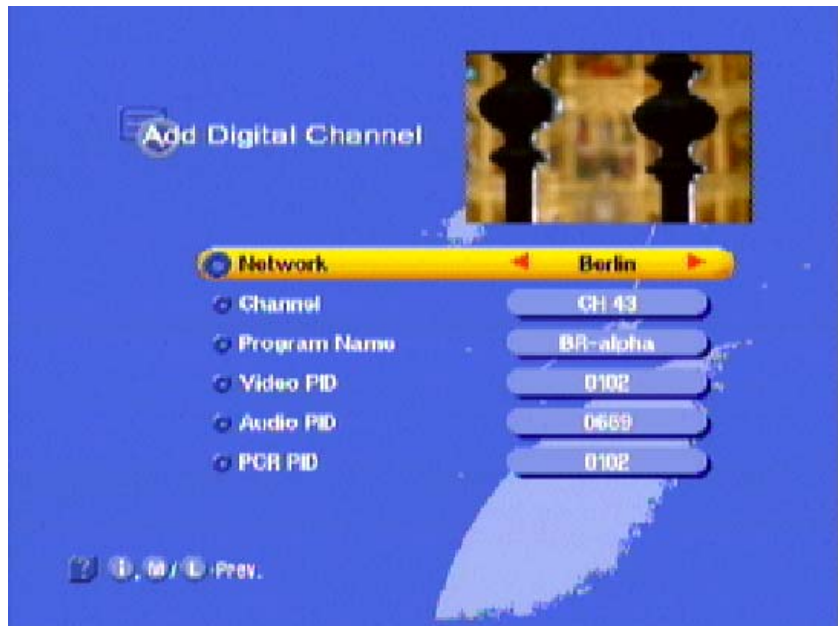 Add Digital Channel
Network Berlin
Channel CH 43
Program Name BR-alpha
Video PID 0102
Audio PID 0669
PCR PID 0102
? i, M / L -Prev.